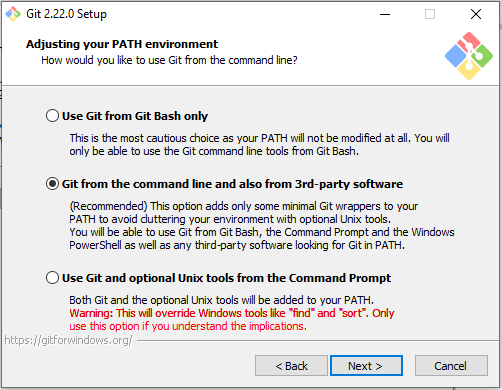 Git 2.22.0 Setup
Adjusting your PATH environment
How would you like to use Git from the command line?
Use Git from Git Bash only
This is the most cautious choice as your PATH will not be modified at all. You will
only be able to use the Git command line tools from Git Bash.
Git from the command line and also from 3rd-party software
(Recommended) This option adds only some minimal Git wrappers to your
PATH to avoid cluttering your environment with optional Unix tools.
You will be able to use Git from Git Bash, the Command Prompt and the Windows
PowerShell as well as any third-party software looking for Git in PATH.
Use Git and optional Unix tools from the Command Prompt
Both Git and the optional Unix tools will be added to your PATH.
Warning: This will override Windows tools like "find" and "sort". Only
use this option if you understand the implications.
https://gitforwindows.org/
< Back
Next >
Cancel